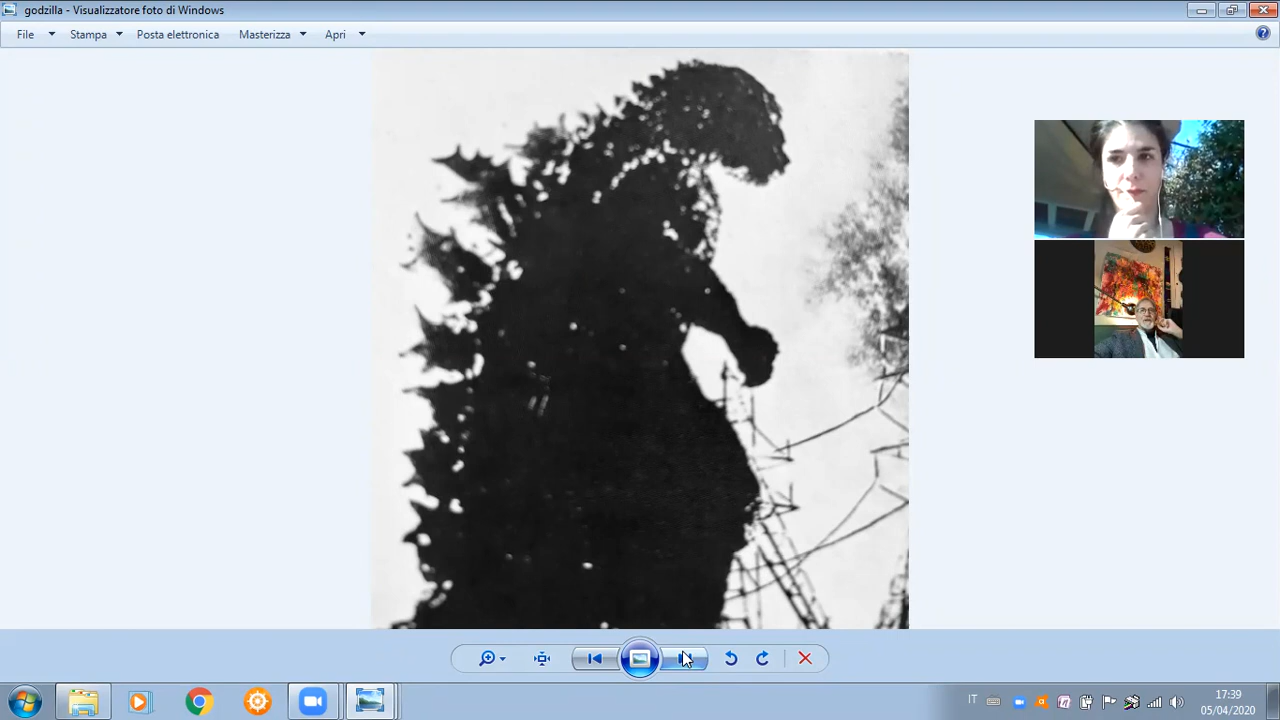 godzilla - Visualizzatore foto di Windows
File Stampa Posta elettronica Masterizza Apri
IT
17:39
05/04/2020